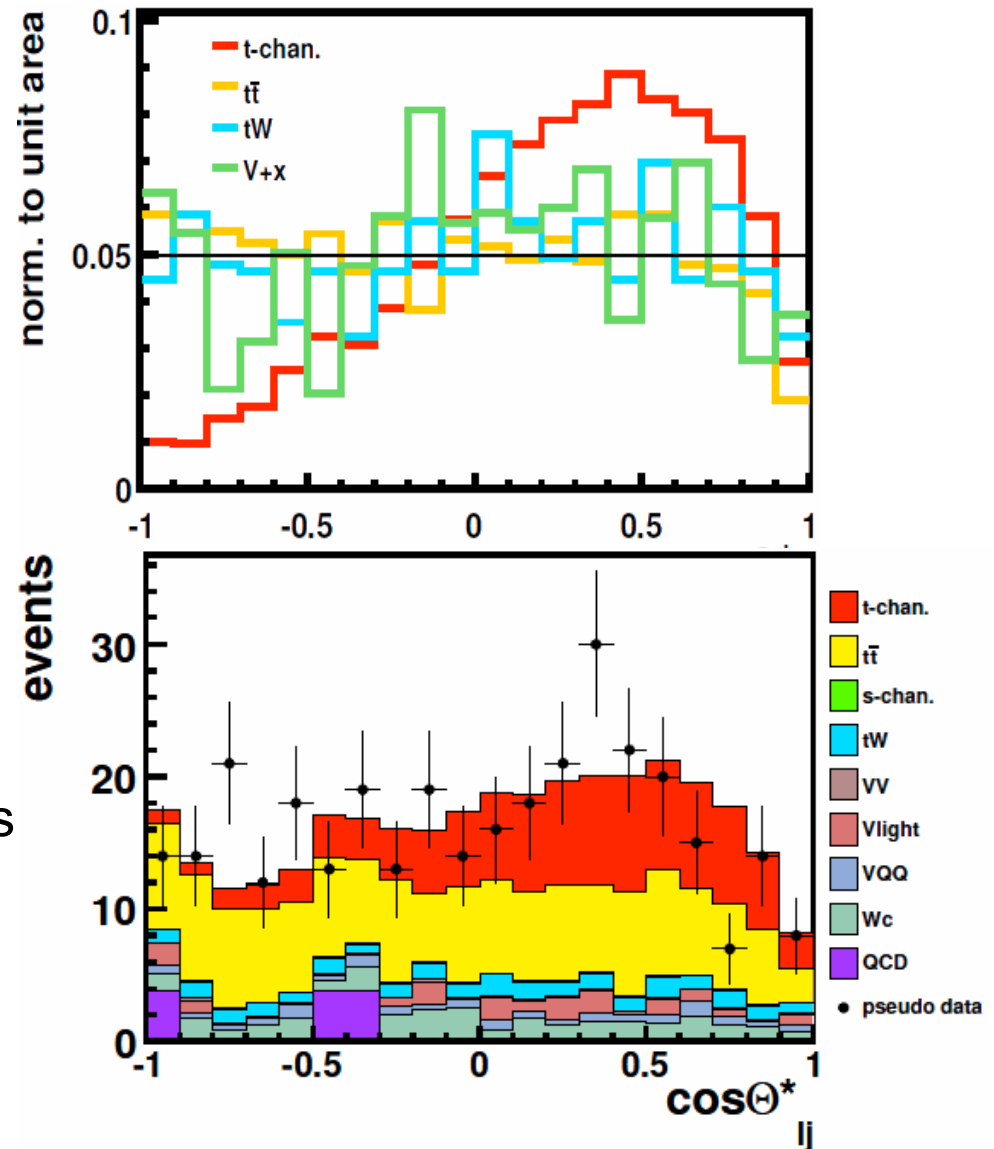 norm. to unit area
0.1
0.05
0
t-chan.
tt̄
tW
V+x
-1 -0.5 0 0.5 1
events
30
20
10
0
s
t-chan.
tt̄
s-chan.
tW
VV
Vlight
VQQ
Wc
QCD
pseudo data
-1 -0.5 0 0.5 1
cosΘ*
lj